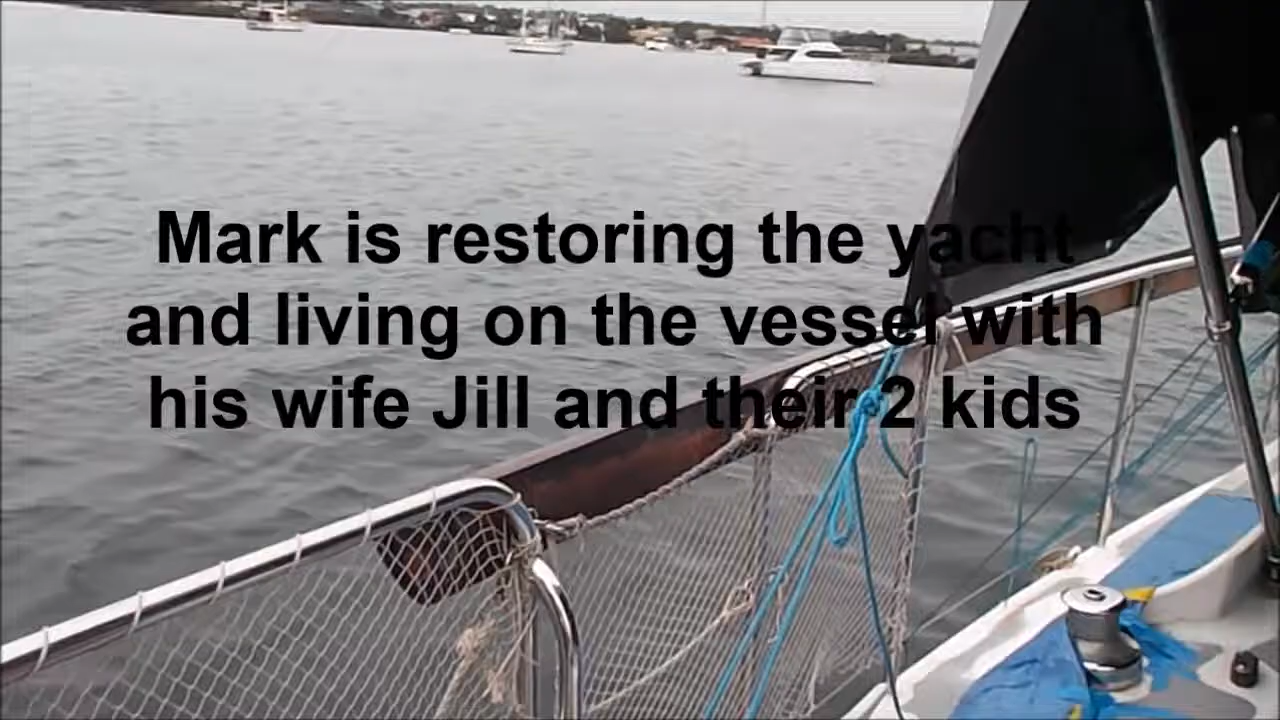 Mark is restoring the yacht
and living on the vessel with
his wife Jill and their 2 kids